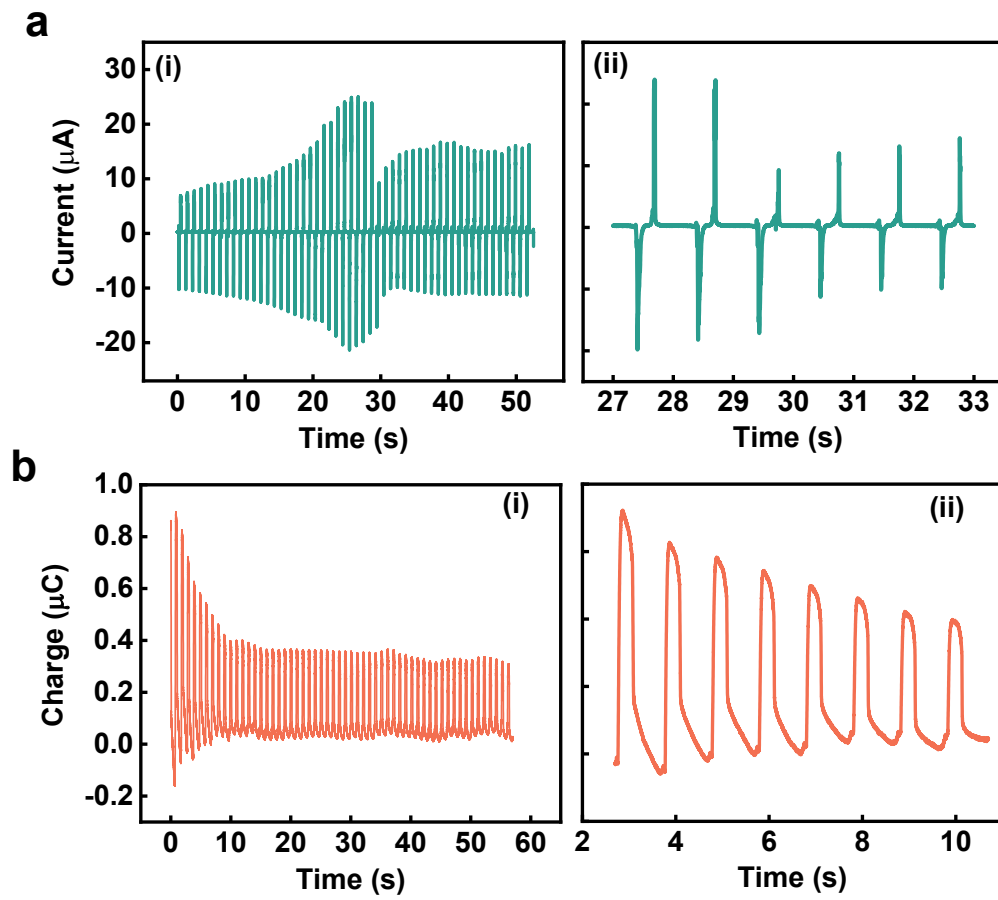 a
(i)
(ii)
30
20
10
0
-10
-20
Current (μA)
0 10 20 30 40 50
27 28 29 30 31 32 33
Time (s)
Time (s)
b
(i)
(ii)
1.0
0.8
0.6
0.4
0.2
0.0
-0.2
Charge (μC)
0 10 20 30 40 50 60
2 4 6 8 10
Time (s)
Time (s)